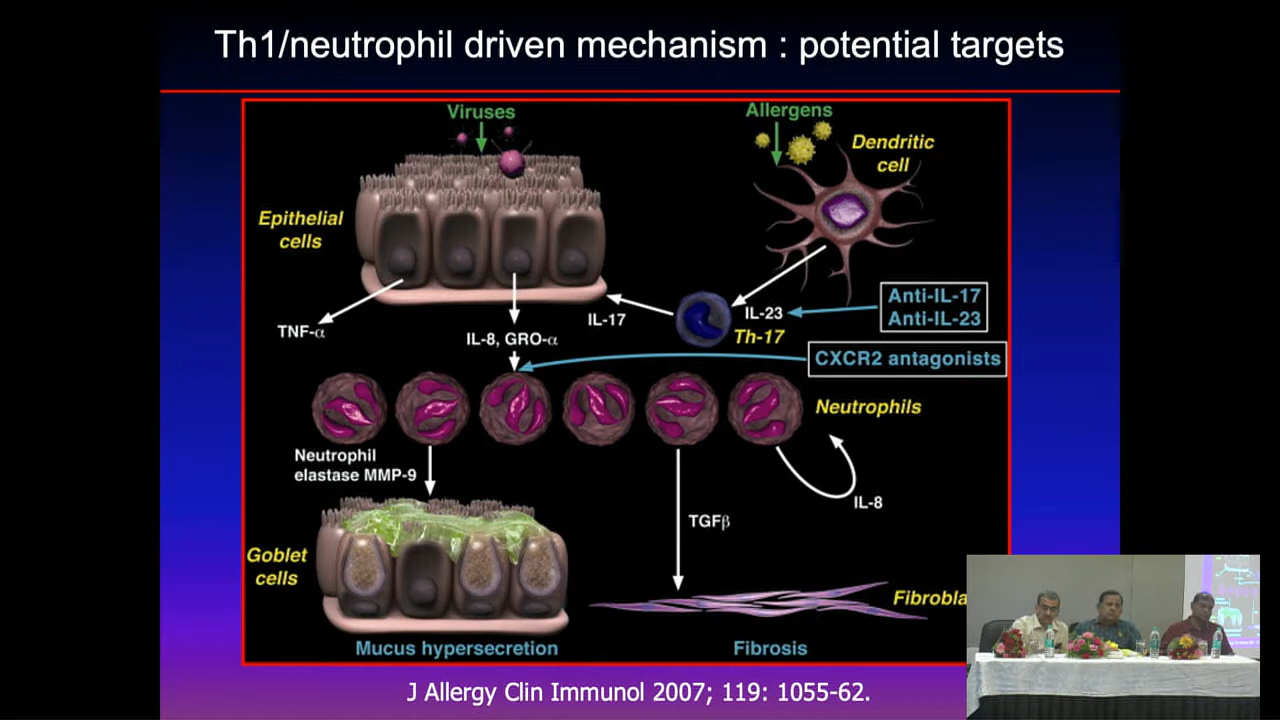 Th1/neutrophil driven mechanism : potential targets
Viruses
Allergens
Dendritic
cell
Epithelial
cells
Anti-IL-17
Anti-IL-23
IL-23
IL-17
Th-17
TNF-α
IL-8, GRO-α
CXCR2 antagonists
Neutrophils
Neutrophil
elastase MMP-9
IL-8
TGFβ
Goblet
cells
Fibrobla
Mucus hypersecretion
Fibrosis
J Allergy Clin Immunol 2007; 119: 1055-62.